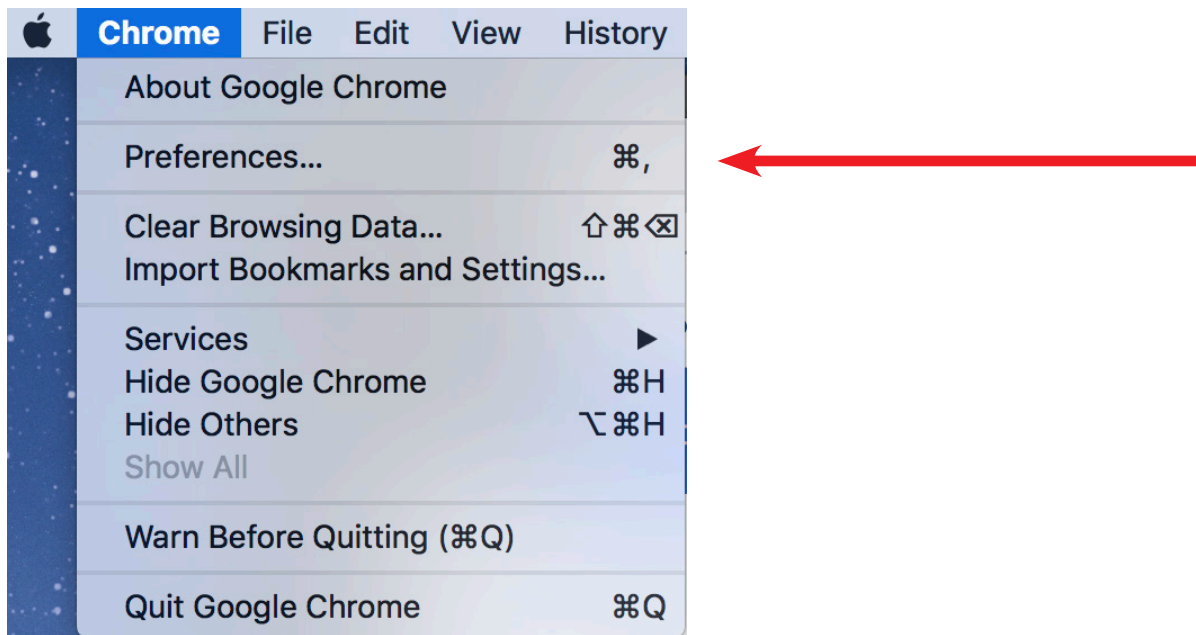 Chrome File Edit View History
About Google Chrome
Preferences... ⌘,
Clear Browsing Data... ⇧⌘⌫
Import Bookmarks and Settings...
Services ▶
Hide Google Chrome ⌘H
Hide Others ⌥⌘H
Show All
Warn Before Quitting (⌘Q)
Quit Google Chrome ⌘Q